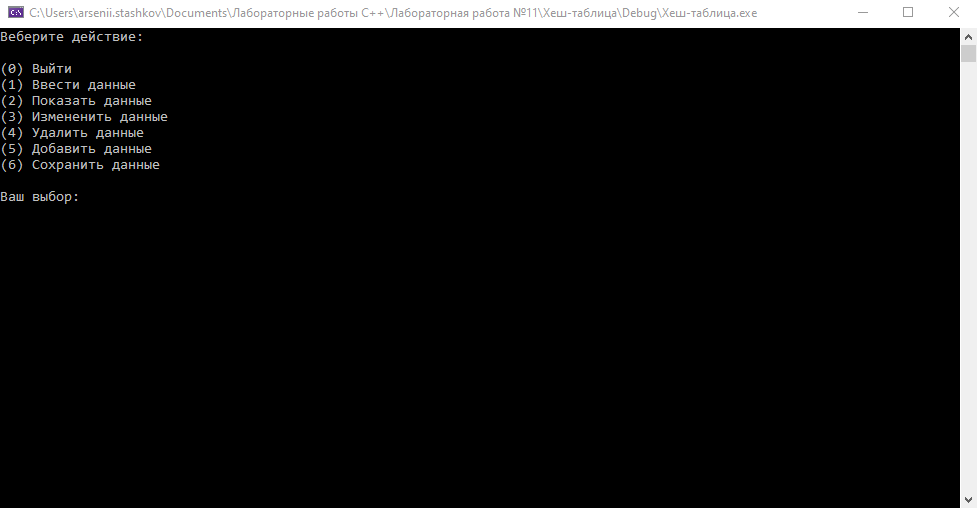 C:\Users\arsenii.stashkov\Documents\Лабораторные работы C++\Лабораторная работа №11\Хеш-таблица\Debug\Хеш-таблица.exe
Веберите действие:
(0) Выйти
(1) Ввести данные
(2) Показать данные
(3) Измененить данные
(4) Удалить данные
(5) Добавить данные
(6) Сохранить данные
Ваш выбор: